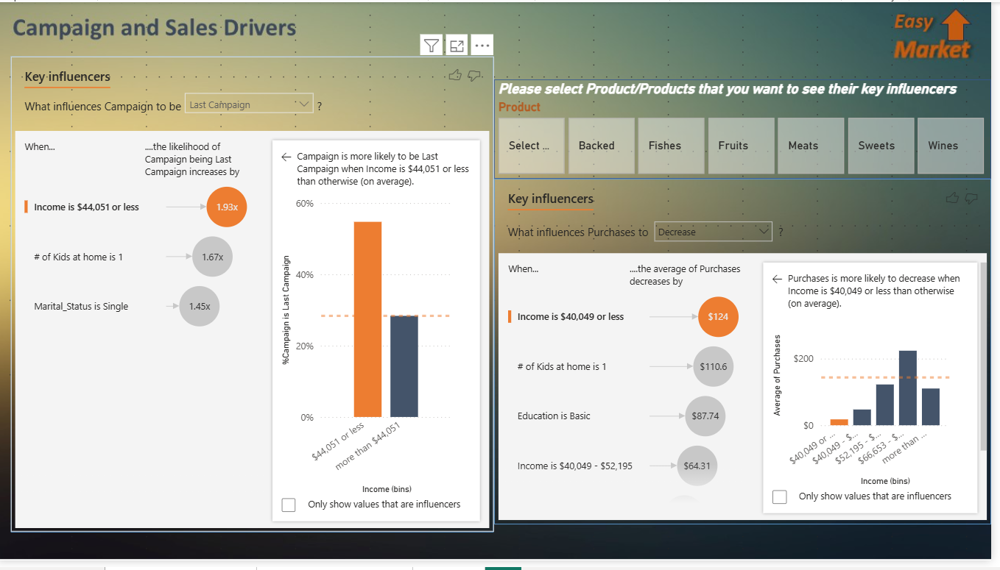 Campaign and Sales Drivers
Easy
Market
Key influencers
What influences Campaign to be Last Campaign ?
When...
....the likelihood of
Campaign being Last
Campaign increases by
Income is $44,051 or less
1.93x
# of Kids at home is 1
1.67x
Marital_Status is Single
1.45x
Campaign is more likely to be Last
Campaign when Income is $44,051 or less
than otherwise (on average).
60%
40%
20%
0%
%Campaign is Last Campaign
$44,051 or less
more than $44,051
Income (bins)
Only show values that are influencers
Please select Product/Products that you want to see their key influencers
Product
Select ...
Backed
Fishes
Fruits
Meats
Sweets
Wines
Key influencers
What influences Purchases to Decrease ?
When...
....the average of Purchases
decreases by
Income is $40,049 or less
$124
# of Kids at home is 1
$110.6
Education is Basic
$87.74
Income is $40,049 - $52,195
$64.31
Purchases is more likely to decrease when
Income is $40,049 or less than otherwise
(on average).
$200
$0
Average of Purchases
$40,049 or ...
$40,049 - $...
$52,195 - $...
$66,653 - $...
more than ...
Income (bins)
Only show values that are influencers